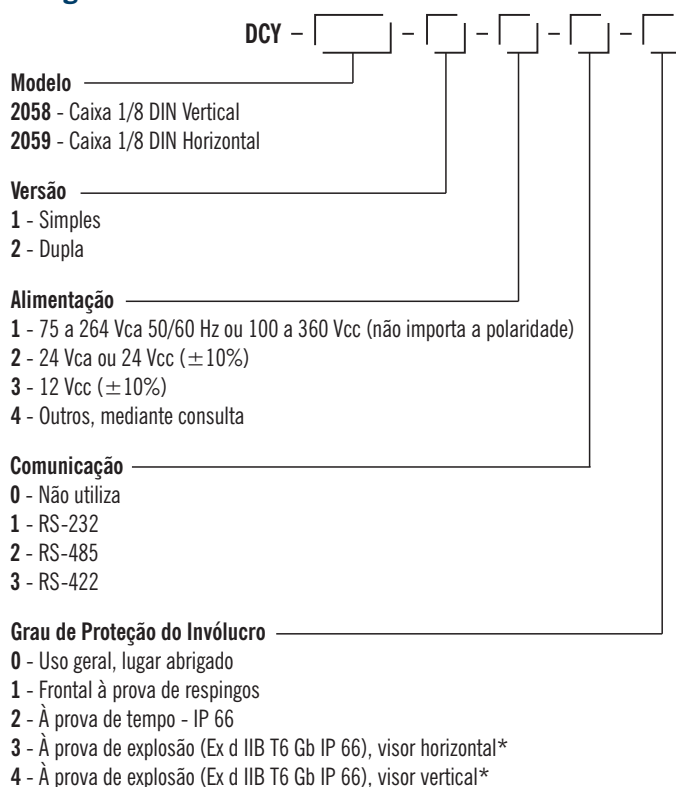 DCY – – – – –
Modelo
2058 - Caixa 1/8 DIN Vertical
2059 - Caixa 1/8 DIN Horizontal
Versão
1 - Simples
2 - Dupla
Alimentação
1 - 75 a 264 Vca 50/60 Hz ou 100 a 360 Vcc (não importa a polaridade)
2 - 24 Vca ou 24 Vcc (±10%)
3 - 12 Vcc (±10%)
4 - Outros, mediante consulta
Comunicação
0 - Não utiliza
1 - RS-232
2 - RS-485
3 - RS-422
Grau de Proteção do Invólucro
0 - Uso geral, lugar abrigado
1 - Frontal à prova de respingos
2 - À prova de tempo - IP 66
3 - À prova de explosão (Ex d IIB T6 Gb IP 66), visor horizontal*
4 - À prova de explosão (Ex d IIB T6 Gb IP 66), visor vertical*